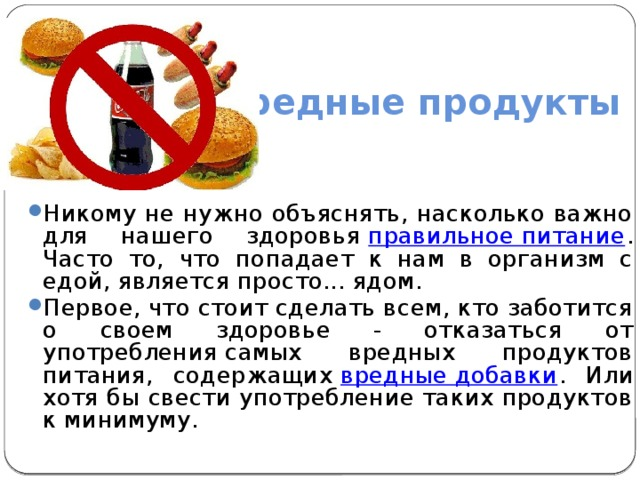 редные продукты
Никому не нужно объяснять, насколько важно
для нашего здоровья правильное питание.
Часто то, что попадает к нам в организм с
едой, является просто... ядом.
Первое, что стоит сделать всем, кто заботится
о своем здоровье - отказаться от
употребления самых вредных продуктов
питания, содержащих вредные добавки. Или
хотя бы свести употребление таких продуктов
к минимуму.